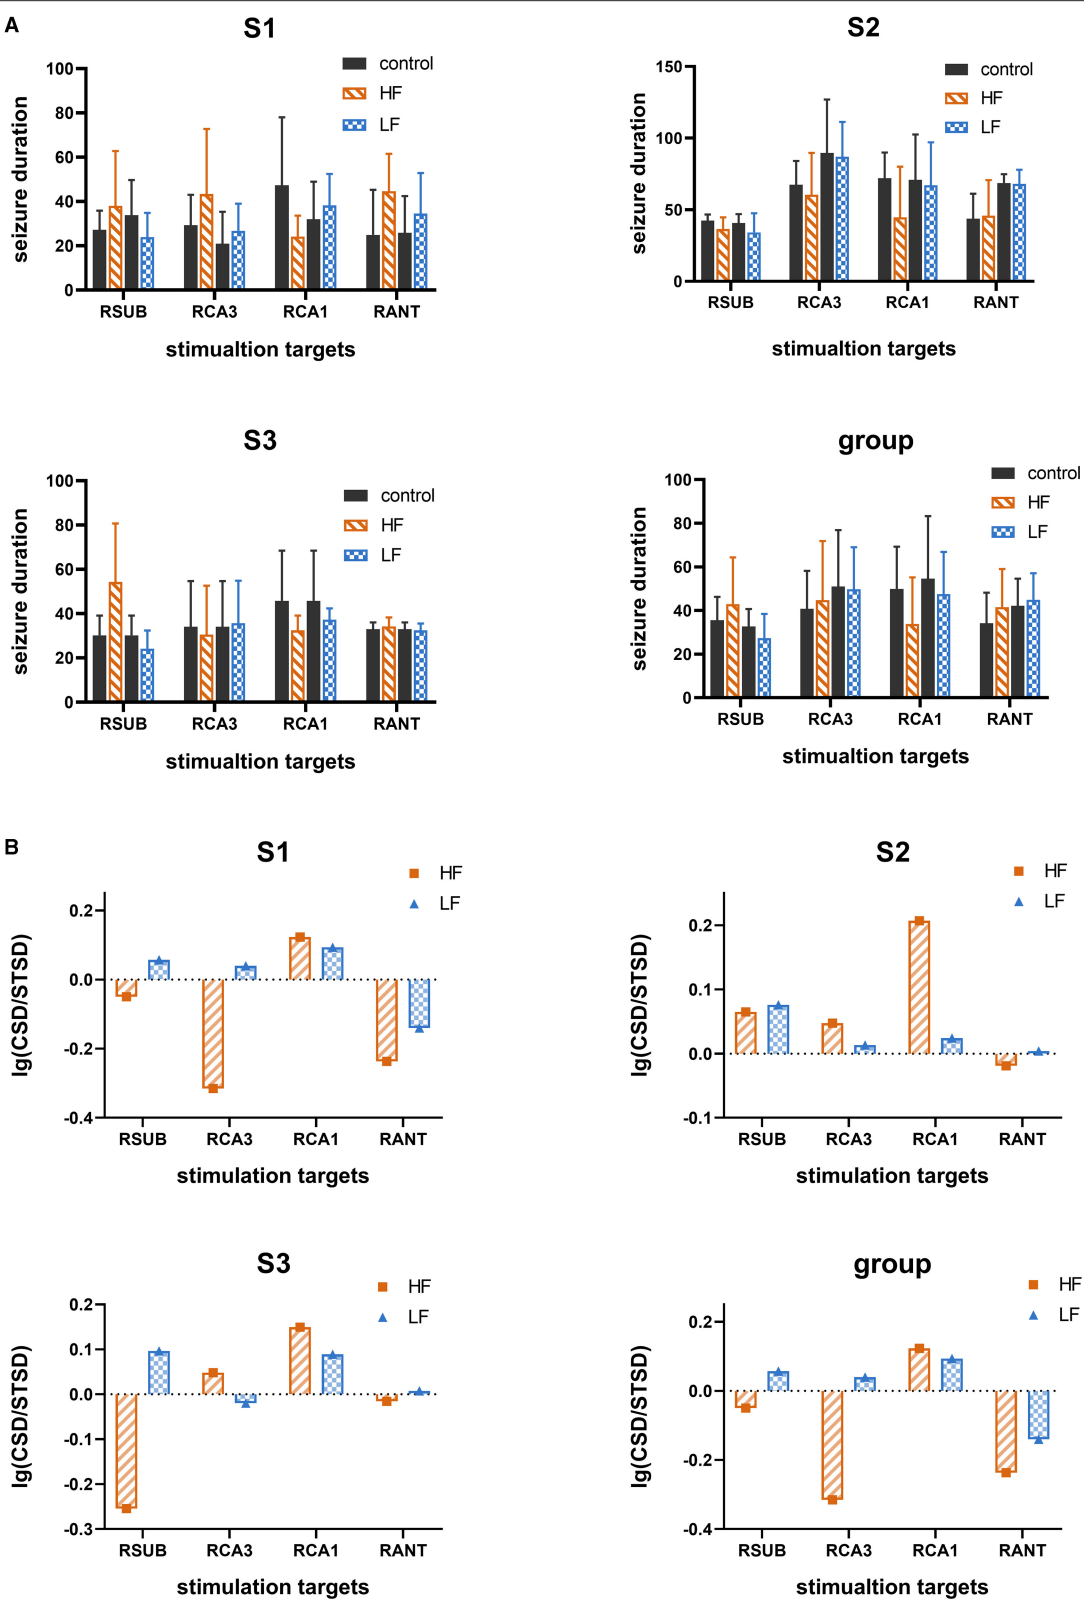 A
S1
control
HF
LF
seizure duration
100
80
60
40
20
0
RSUB RCA3 RCA1 RANT
stimualtion targets
S2
control
HF
LF
seizure duration
150
100
50
0
RSUB RCA3 RCA1 RANT
stimualtion targets
S3
control
HF
LF
seizure duration
100
80
60
40
20
0
RSUB RCA3 RCA1 RANT
stimualtion targets
group
control
HF
LF
seizure duration
100
80
60
40
20
0
RSUB RCA3 RCA1 RANT
stimualtion targets
B
S1
HF
LF
lg(CSD/STSD)
0.2
0.0
-0.2
-0.4
RSUB RCA3 RCA1 RANT
stimulation targets
S2
HF
LF
lg(CSD/STSD)
0.2
0.1
0.0
-0.1
RSUB RCA3 RCA1 RANT
stimulation targets
S3
HF
LF
lg(CSD/STSD)
0.2
0.1
0.0
-0.1
-0.2
-0.3
RSUB RCA3 RCA1 RANT
stimulation targets
group
HF
LF
lg(CSD/STSD)
0.2
0.0
-0.2
-0.4
RSUB RCA3 RCA1 RANT
stimulation targets